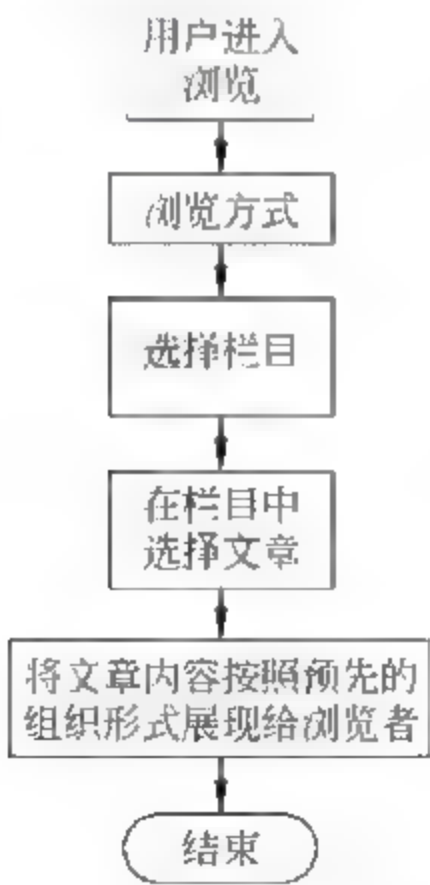 用户进入
浏览
浏览方式
选择栏目
在栏目中
选择文章
将文章内容按照预先的
组织形式展现给浏览者
结束